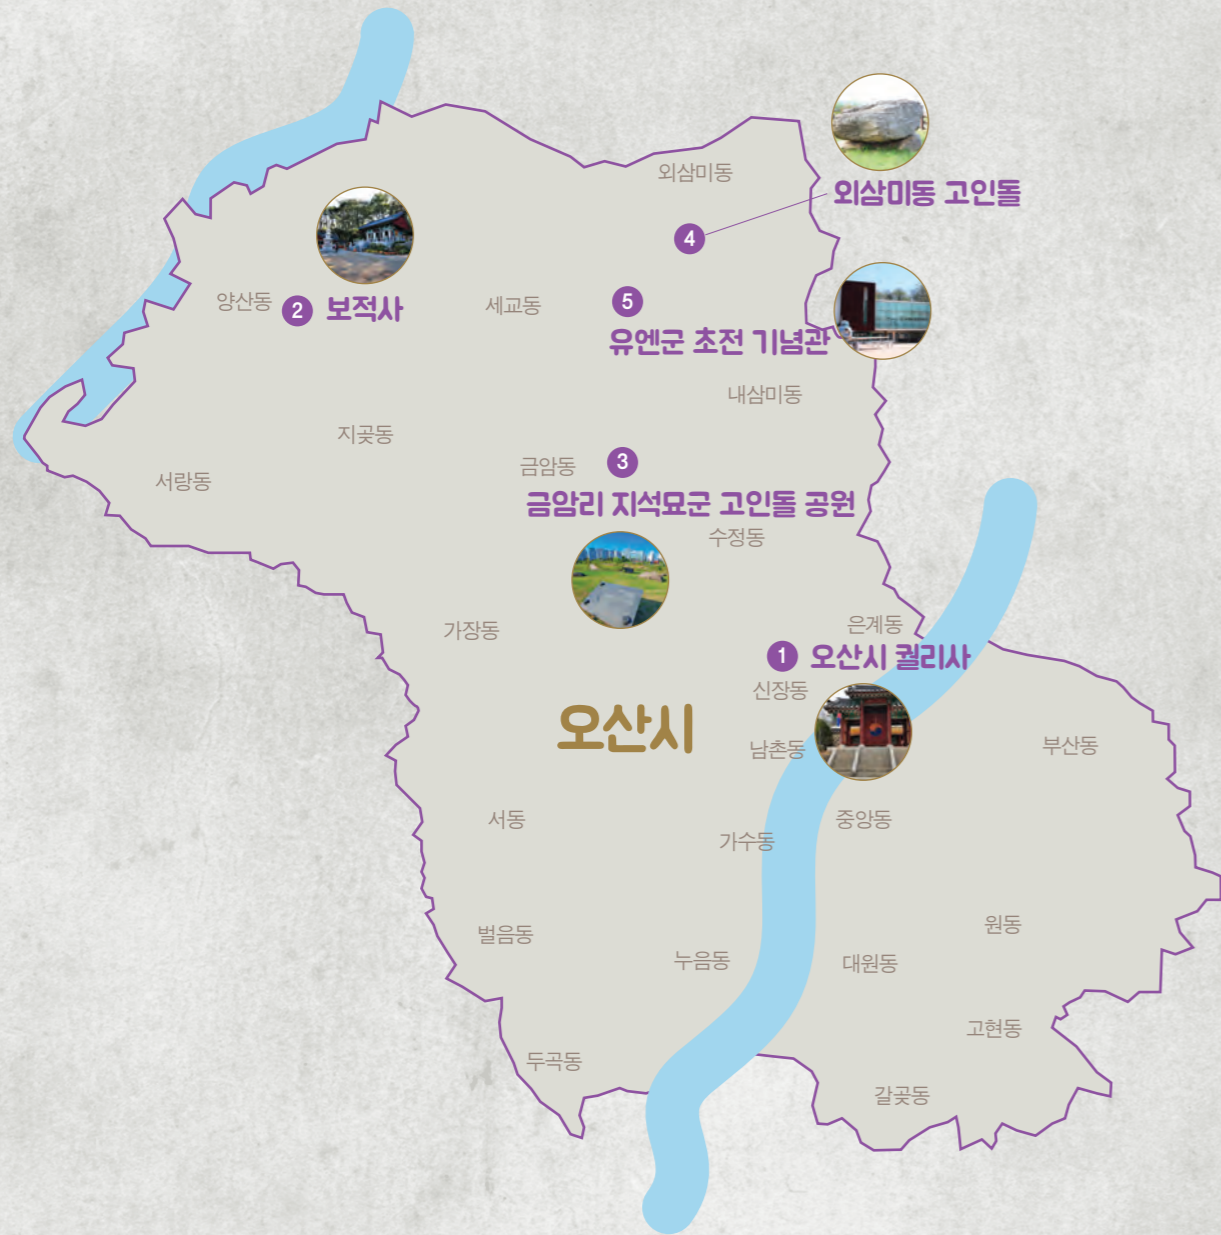 외삼미동
외삼미동 고인돌
4
양산동
2 보적사
세교동
5
유엔군 초전 기념관
내삼미동
지곶동
서랑동
금암동
3
금암리 지석묘군 고인돌 공원
수정동
가장동
은계동
1 오산시 궐리사
신장동
오산시
남촌동
부산동
서동
가수동
중앙동
벌음동
누음동
대원동
원동
고현동
두곡동
갈곶동